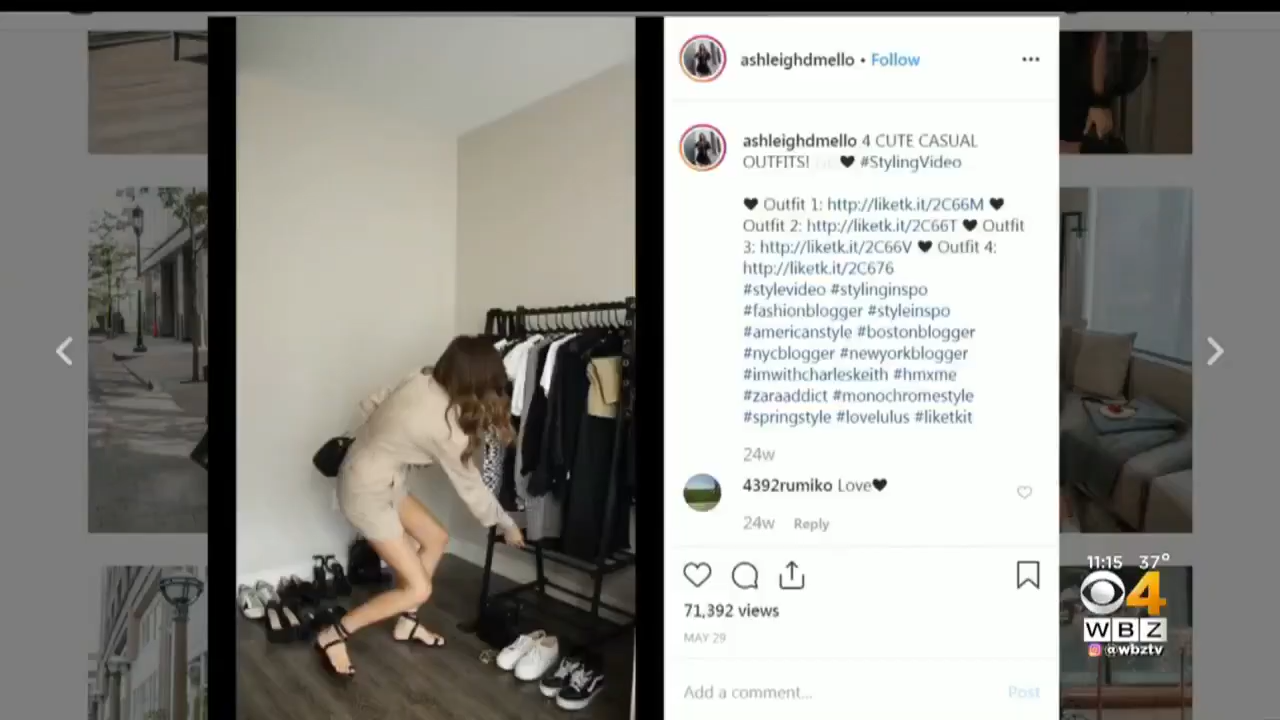 ashleighdmello • Follow
ashleighdmello 4 CUTE CASUAL
OUTFITS! 🖤 #StylingVideo
🖤 Outfit 1: http://liketk.it/2C66M 🖤
Outfit 2: http://liketk.it/2C66T 🖤 Outfit
3: http://liketk.it/2C66V 🖤 Outfit 4:
http://liketk.it/2C676
#stylevideo #stylinginspo
#fashionblogger #styleinspo
#americanstyle #bostonblogger
#nycblogger #newyorkblogger
#imwithcharleskeith #hmxme
#zaraaddict #monochromestyle
#springstyle #lovelulus #liketkit
24w
4392rumiko Love🖤
24w Reply
71,392 views
MAY 29
Add a comment... Post
11:15 37°
4
WBZ
@wbztv